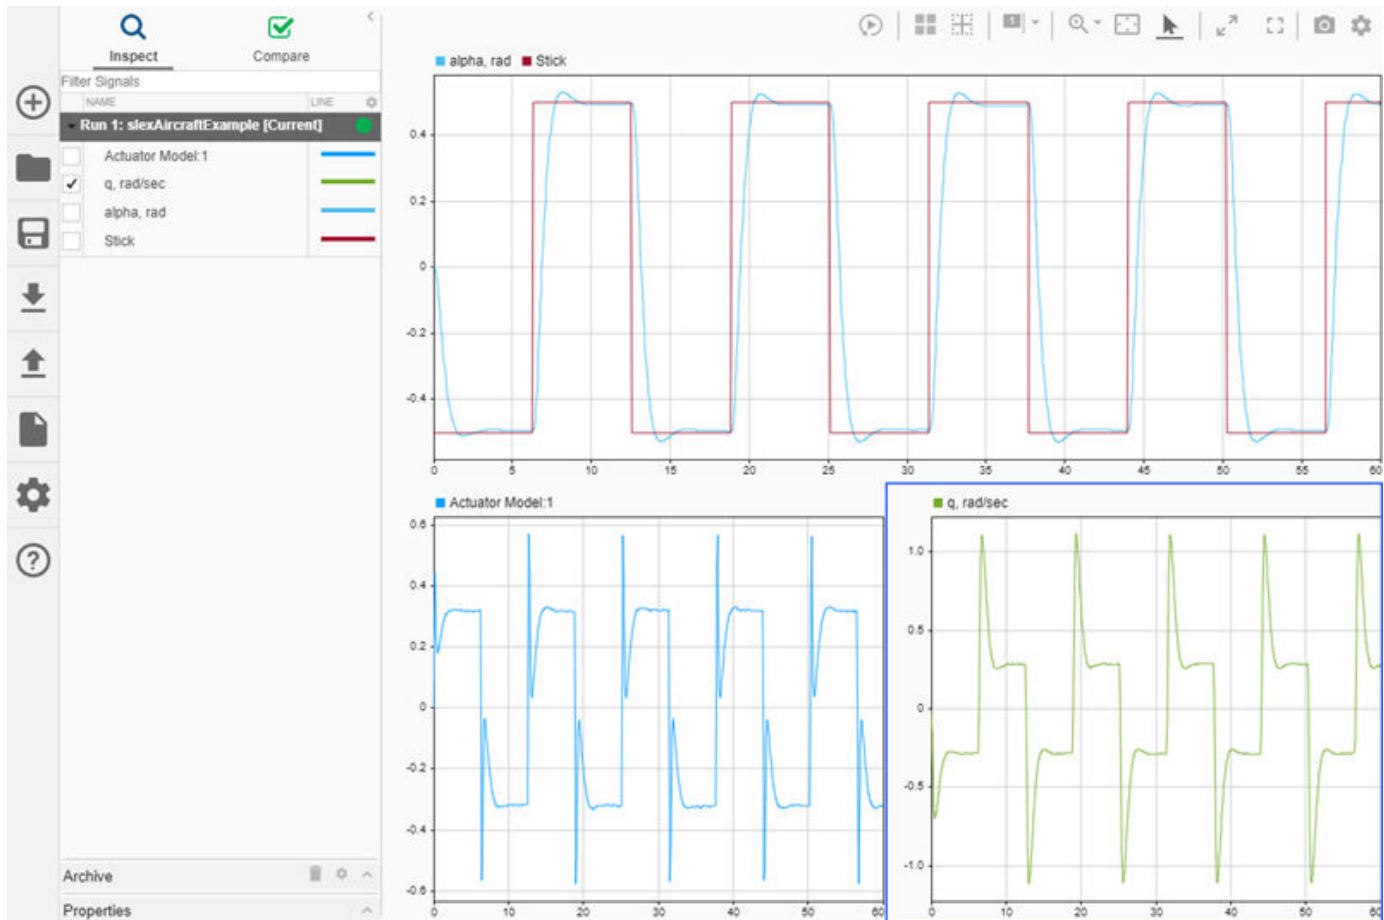 Inspect
Compare
Filter Signals
NAME
LINE
Run 1: slexAircraftExample [Current]
Actuator Model:1
q, rad/sec
alpha, rad
Stick
Archive
Properties
1
alpha, rad
Stick
0.4
0.2
0
-0.2
-0.4
0 5 10 15 20 25 30 35 40 45 50 55 60
Actuator Model:1
0.6
0.4
0.2
0
-0.2
-0.4
-0.6
0 10 20 30 40 50 60
q, rad/sec
1.0
0.5
0
-0.5
-1.0
0 10 20 30 40 50 60